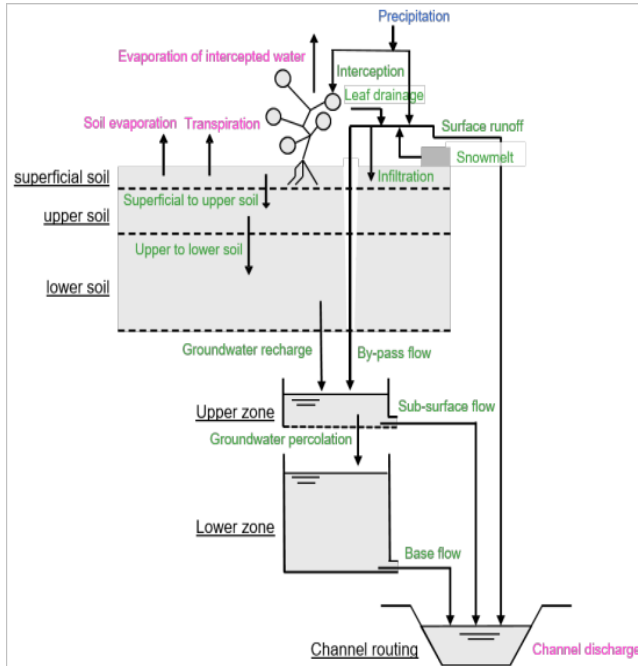 Precipitation
Evaporation of intercepted water
Interception
Leaf drainage
Soil evaporation
Transpiration
Surface runoff
Snowmelt
superficial soil
Infiltration
Superficial to upper soil
upper soil
Upper to lower soil
lower soil
Groundwater recharge
By-pass flow
Upper zone
Sub-surface flow
Groundwater percolation
Lower zone
Base flow
Channel routing
Channel discharge